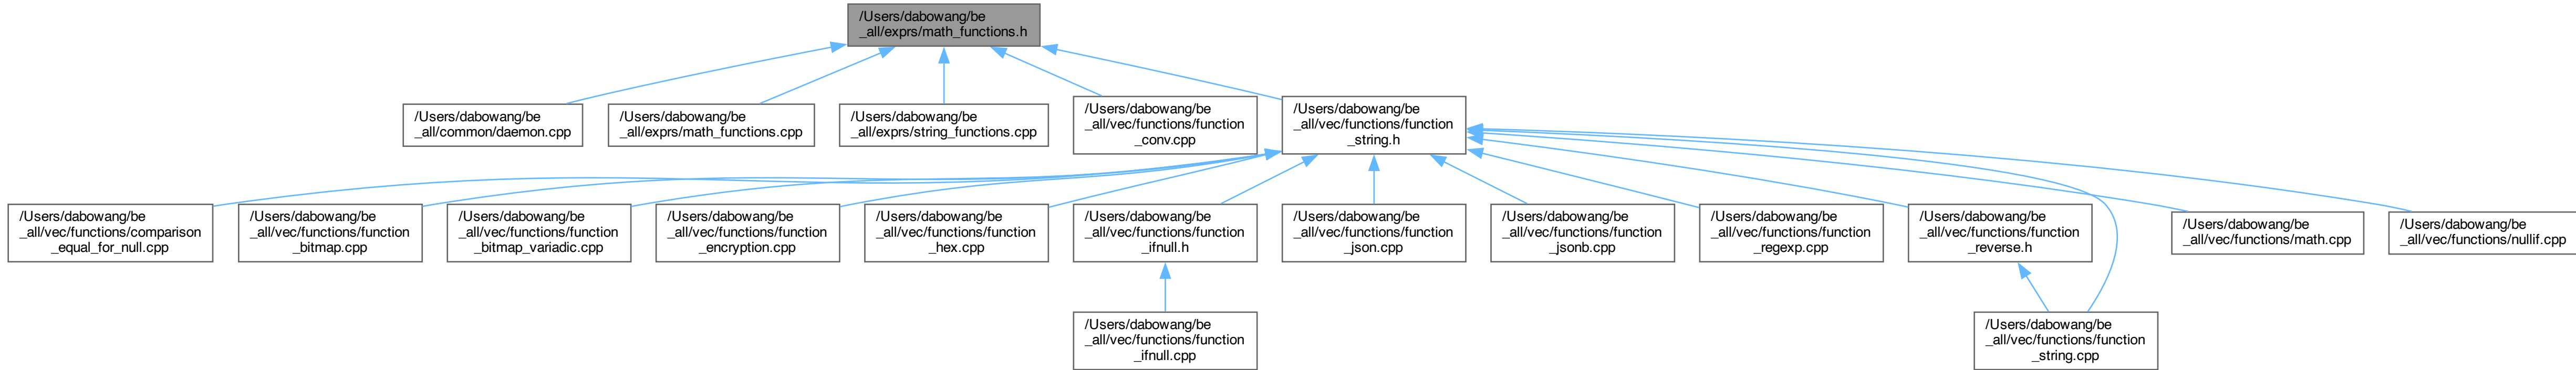 /Users/dabowang/be
_all/exprs/math_functions.h
/Users/dabowang/be
_all/common/daemon.cpp
/Users/dabowang/be
_all/exprs/math_functions.cpp
/Users/dabowang/be
_all/exprs/string_functions.cpp
/Users/dabowang/be
_all/vec/functions/function
_conv.cpp
/Users/dabowang/be
_all/vec/functions/function
_string.h
/Users/dabowang/be
_all/vec/functions/comparison
_equal_for_null.cpp
/Users/dabowang/be
_all/vec/functions/function
_bitmap.cpp
/Users/dabowang/be
_all/vec/functions/function
_bitmap_variadic.cpp
/Users/dabowang/be
_all/vec/functions/function
_encryption.cpp
/Users/dabowang/be
_all/vec/functions/function
_hex.cpp
/Users/dabowang/be
_all/vec/functions/function
_ifnull.h
/Users/dabowang/be
_all/vec/functions/function
_json.cpp
/Users/dabowang/be
_all/vec/functions/function
_jsonb.cpp
/Users/dabowang/be
_all/vec/functions/function
_regexp.cpp
/Users/dabowang/be
_all/vec/functions/function
_reverse.h
/Users/dabowang/be
_all/vec/functions/math.cpp
/Users/dabowang/be
_all/vec/functions/nullif.cpp
/Users/dabowang/be
_all/vec/functions/function
_ifnull.cpp
/Users/dabowang/be
_all/vec/functions/function
_string.cpp